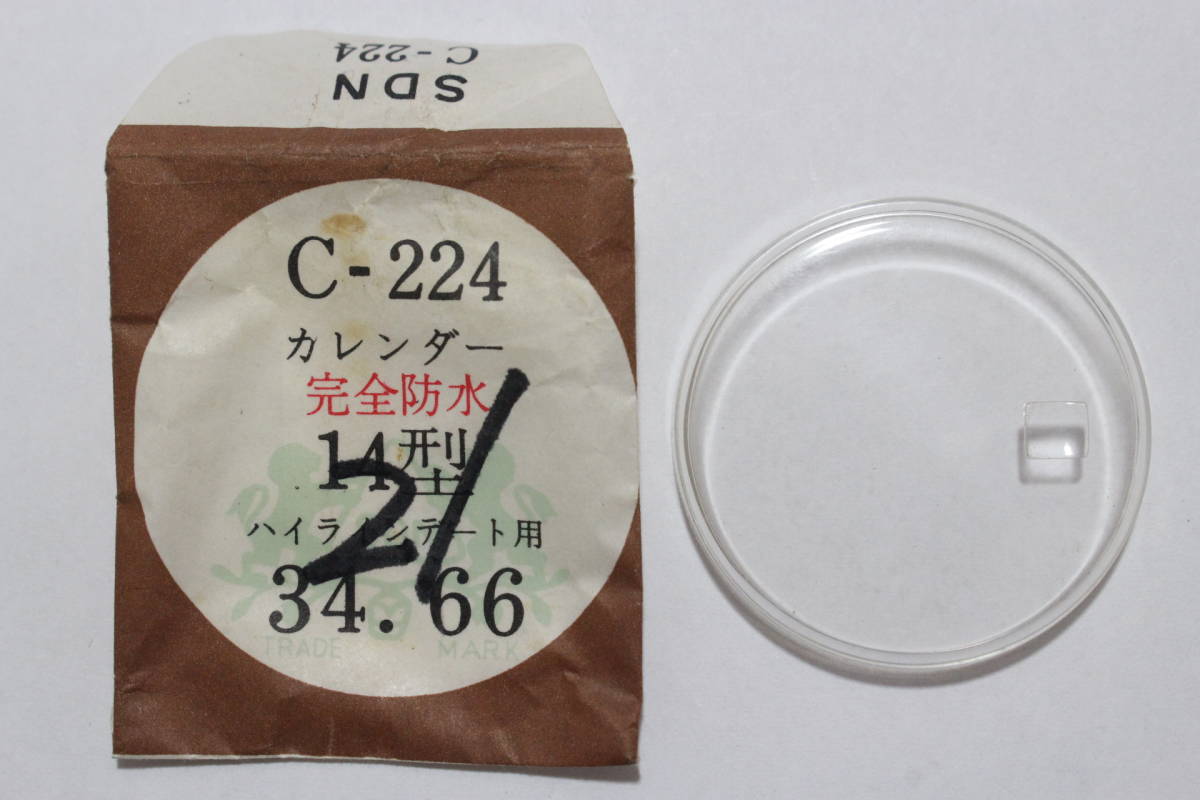 C-224
SDN
C-224
カレンダー
完全防水
14型
ハイラインデート用
34.66
21
TRADE MARK